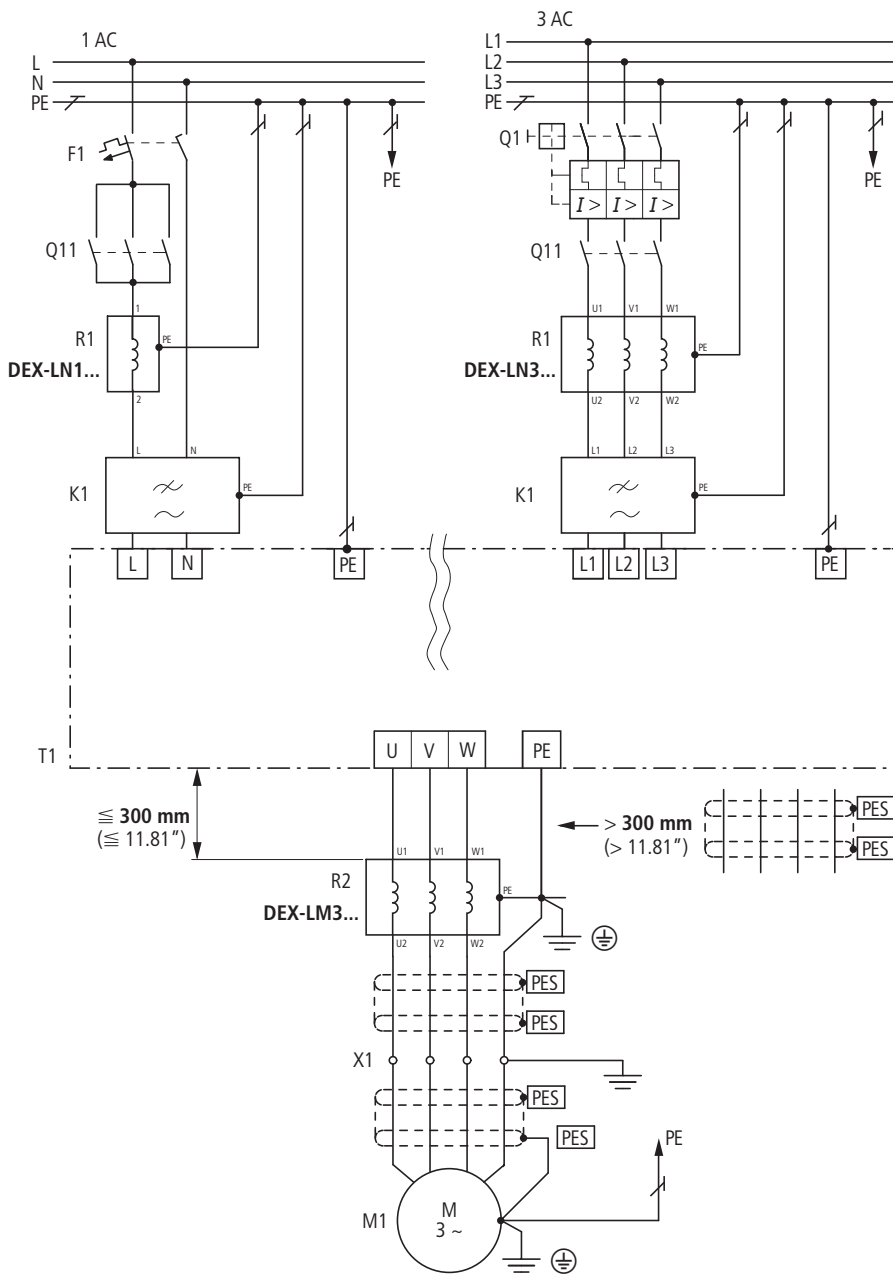 1 AC
L
N
PE
F1
PE
Q11
1
R1
PE
DEX-LN1...
2
L N
K1
PE
L N PE
3 AC
L1
L2
L3
PE
Q1
PE
I > I > I >
Q11
U1 V1 W1
R1
PE
DEX-LN3...
U2 V2 W2
L1 L2 L3
K1
PE
L1 L2 L3 PE
T1
U V W PE
≦ 300 mm
(≦ 11.81")
> 300 mm
(> 11.81")
PES
PES
U1 V1 W1
R2
PE
DEX-LM3...
U2 V2 W2
PES
PES
X1
PES
PES
PE
M1
M
3 ~